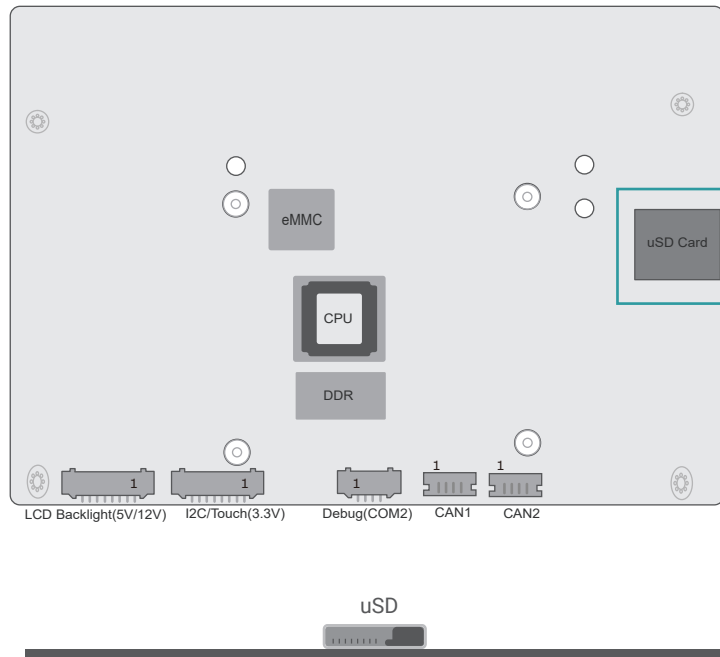 eMMC
uSD Card
CPU
DDR
1 1 1 1 1
LCD Backlight(5V/12V) I2C/Touch(3.3V) Debug(COM2) CAN1 CAN2
uSD